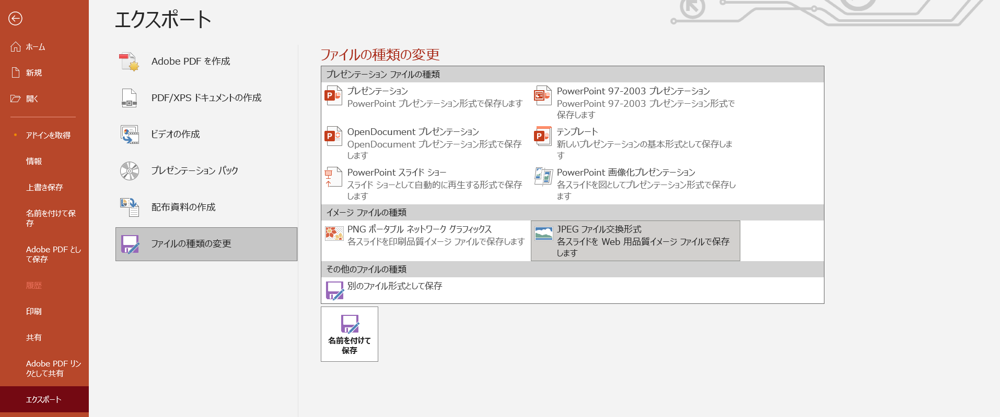 エクスポート
ホーム
新規
開く
アドインを取得
情報
上書き保存
名前を付けて保
存
Adobe PDF とし
て保存
履歴
印刷
共有
Adobe PDF リン
クとして共有
エクスポート
Adobe PDF を作成
PDF/XPS ドキュメントの作成
ビデオの作成
プレゼンテーション パック
配布資料の作成
ファイルの種類の変更
ファイルの種類の変更
プレゼンテーション ファイルの種類
プレゼンテーション
PowerPoint プレゼンテーション形式で保存します
PowerPoint 97-2003 プレゼンテーション
PowerPoint 97-2003 プレゼンテーション形式で
保存します
OpenDocument プレゼンテーション
OpenDocument プレゼンテーション形式で保存
します
テンプレート
新しいプレゼンテーションの基本形式として保存しま
す
PowerPoint スライド ショー
スライド ショーとして自動的に再生する形式で保存
します
PowerPoint 画像化プレゼンテーション
各スライドを図としてプレゼンテーション形式で保存し
ます
イメージ ファイルの種類
PNG ポータブル ネットワーク グラフィックス
各スライドを印刷品質イメージ ファイルで保存します
JPEG ファイル交換形式
各スライドを Web 用品質イメージ ファイルで保存
します
その他のファイルの種類
別のファイル形式として保存
名前を付けて
保存